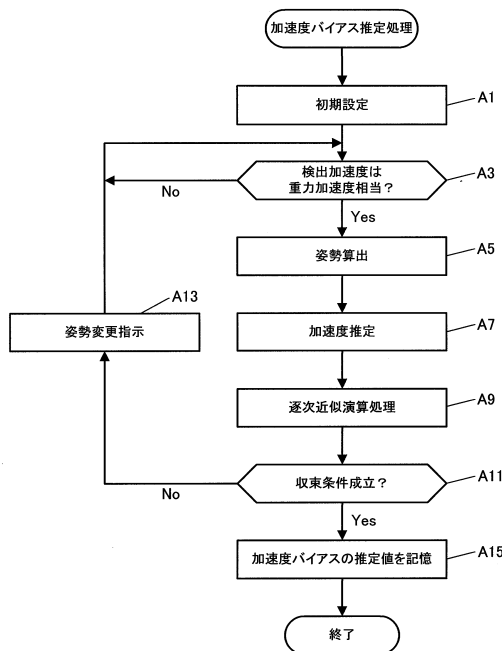 加速度バイアス推定処理
初期設定
A1
検出加速度は
重力加速度相当？
A3
No
Yes
姿勢算出
A5
姿勢変更指示
A13
加速度推定
A7
逐次近似演算処理
A9
収束条件成立？
A11
No
Yes
加速度バイアスの推定値を記憶
A15
終了